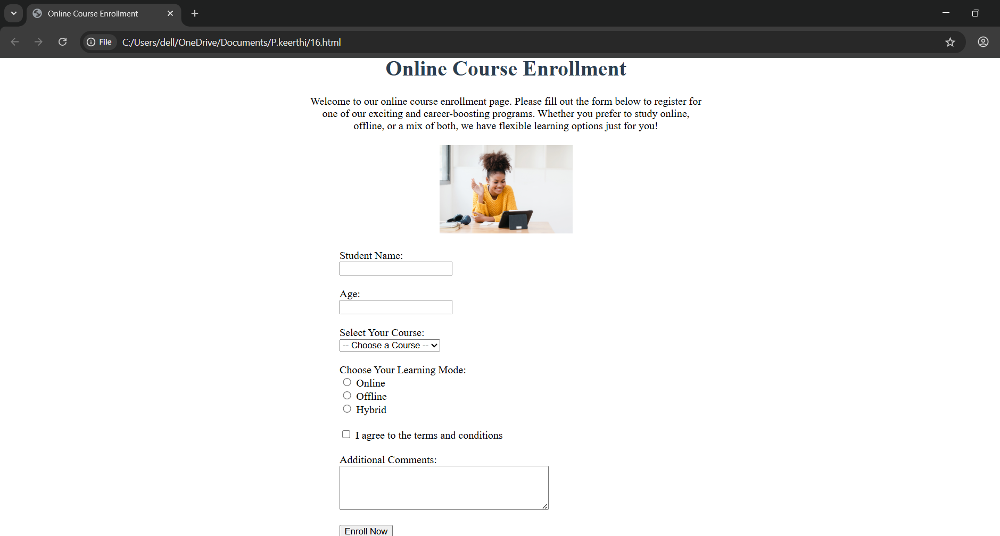 Online Course Enrollment
File C:/Users/dell/OneDrive/Documents/P.keerthi/16.html
Online Course Enrollment
Welcome to our online course enrollment page. Please fill out the form below to register for
one of our exciting and career-boosting programs. Whether you prefer to study online,
offline, or a mix of both, we have flexible learning options just for you!
Student Name:
Age:
Select Your Course:
-- Choose a Course --
Choose Your Learning Mode:
Online
Offline
Hybrid
I agree to the terms and conditions
Additional Comments:
Enroll Now